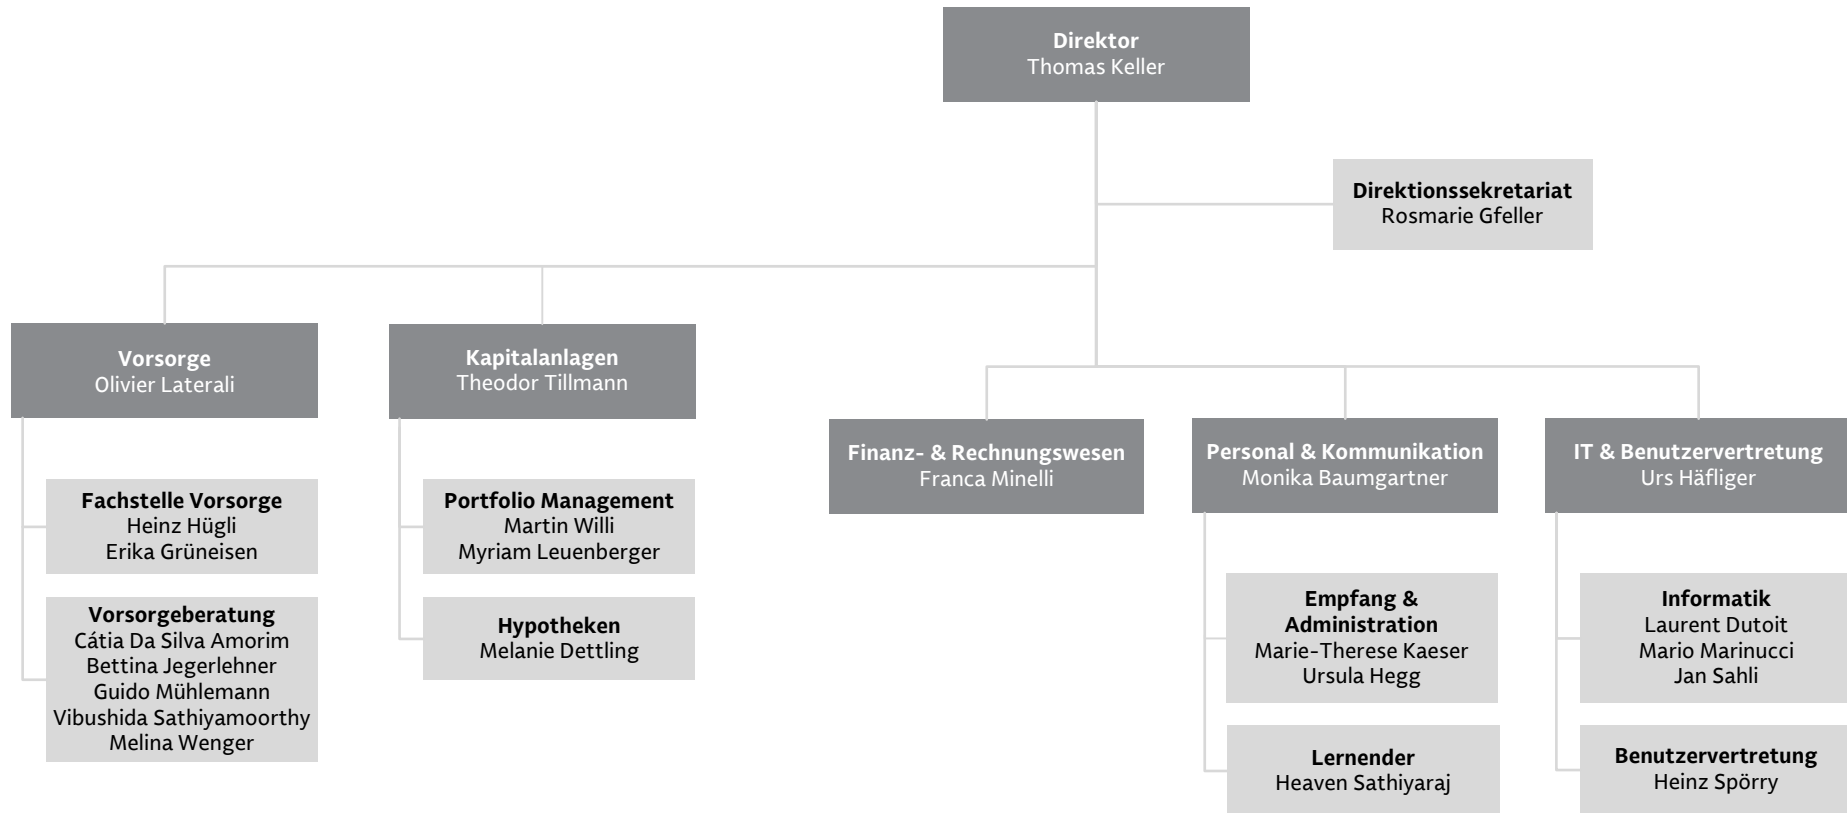 Direktor
Thomas Keller
Direktionssekretariat
Rosmarie Gfeller
Vorsorge
Olivier Laterali
Kapitalanlagen
Theodor Tillmann
Finanz- & Rechnungswesen
Franca Minelli
Personal & Kommunikation
Monika Baumgartner
IT & Benutzervertretung
Urs Häfliger
Fachstelle Vorsorge
Heinz Hügli
Erika Grüneisen
Vorsorgeberatung
Cátia Da Silva Amorim
Bettina Jegerlehner
Guido Mühlemann
Vibushida Sathiyamoorthy
Melina Wenger
Portfolio Management
Martin Willi
Myriam Leuenberger
Hypotheken
Melanie Dettling
Empfang &
Administration
Marie-Therese Kaeser
Ursula Hegg
Lernender
Heaven Sathiyaraj
Informatik
Laurent Dutoit
Mario Marinucci
Jan Sahli
Benutzervertretung
Heinz Spörry